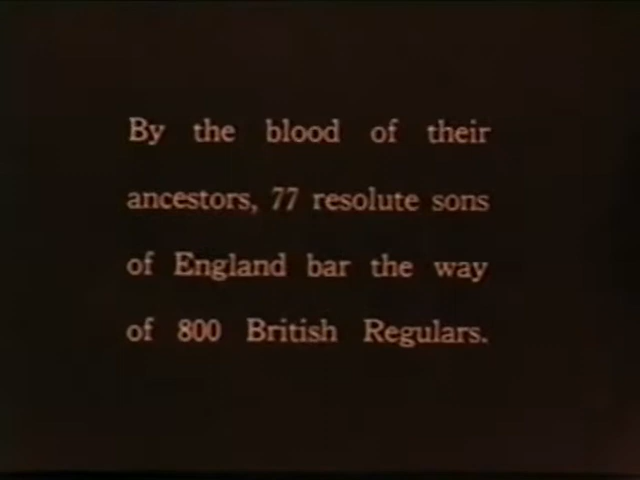 By the blood of their
ancestors, 77 resolute sons
of England bar the way
of 800 British Regulars.